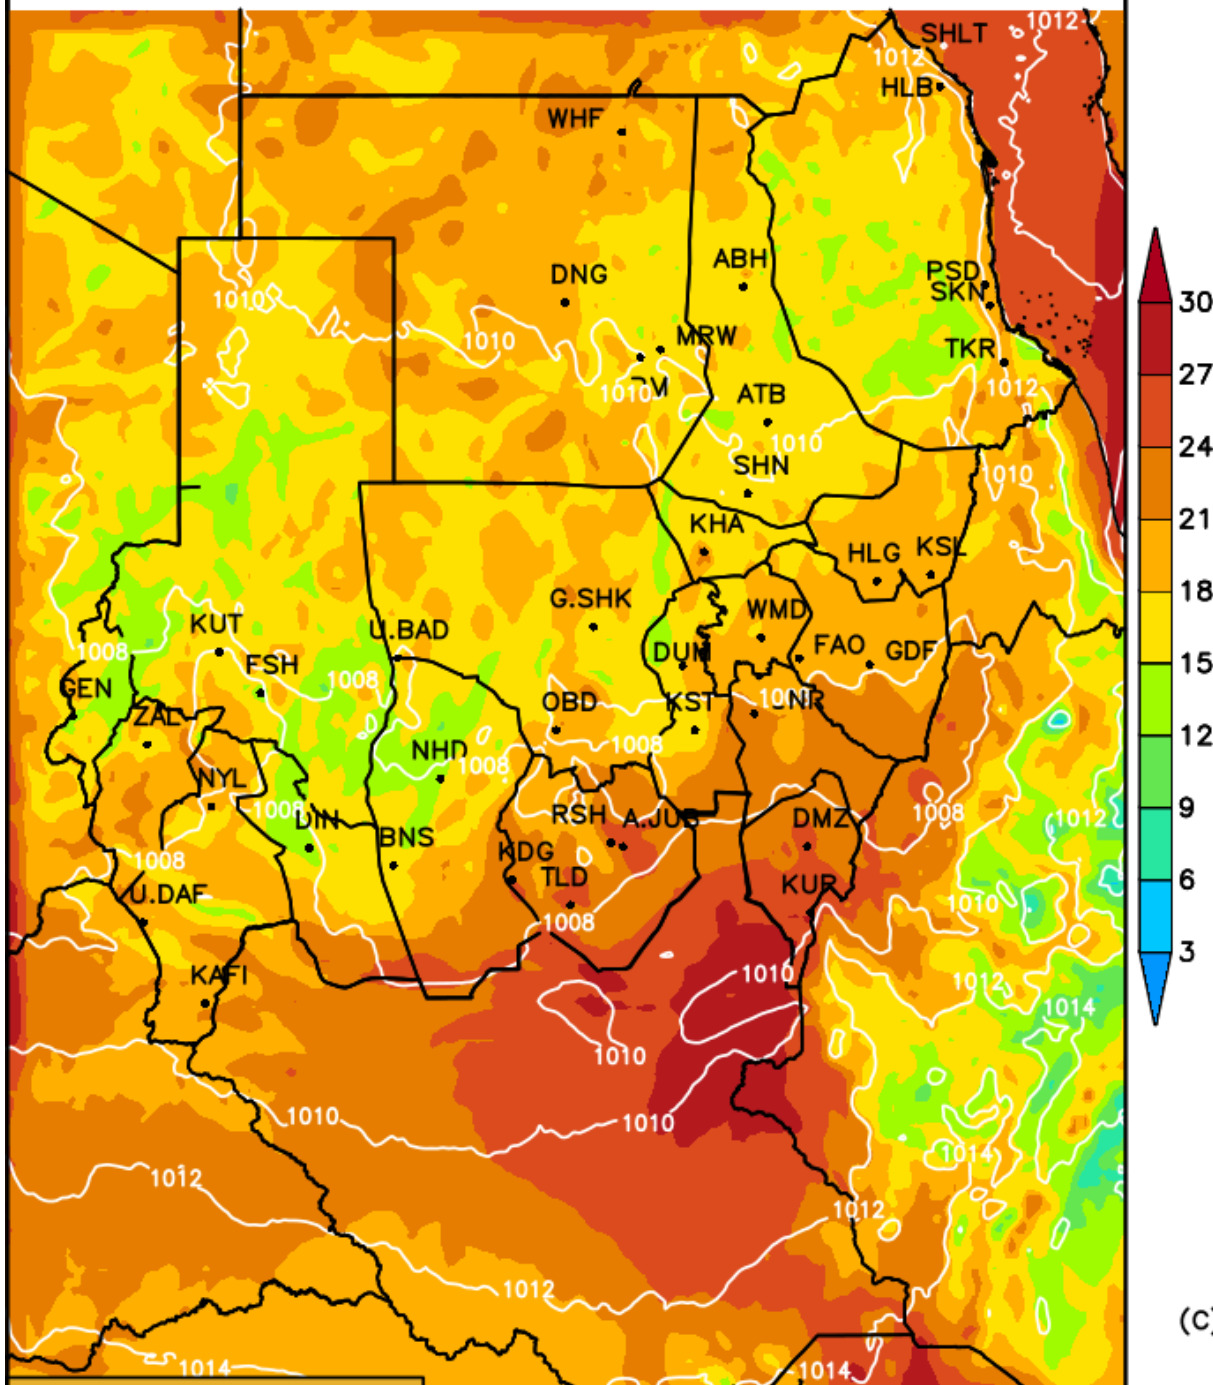 1012
SHLT
1012
HLB
WHF
ABH
PSD
DNG
SKN
1010
1010
MRW
TKR
1010
1012
ATB
1010
SHN
1010
KHA
HLG
KSL
G.SHK
WMD
KUT
U.BAD
1008
DUM
FAO
GDF
FSH
1008
GEN
OBD
KST
ZAL
1008
NHD
1008
NYL
1008
RSH
A.JUB
DMZ
1008
1012
DIN
BNS
1008
KDG
TLD
KUR
U.DAF
1010
1008
KAFI
1010
1012
1014
1010
1010
1010
1014
1012
1012
1012
1014
1014
30
27
24
21
18
15
12
9
6
3
(C)